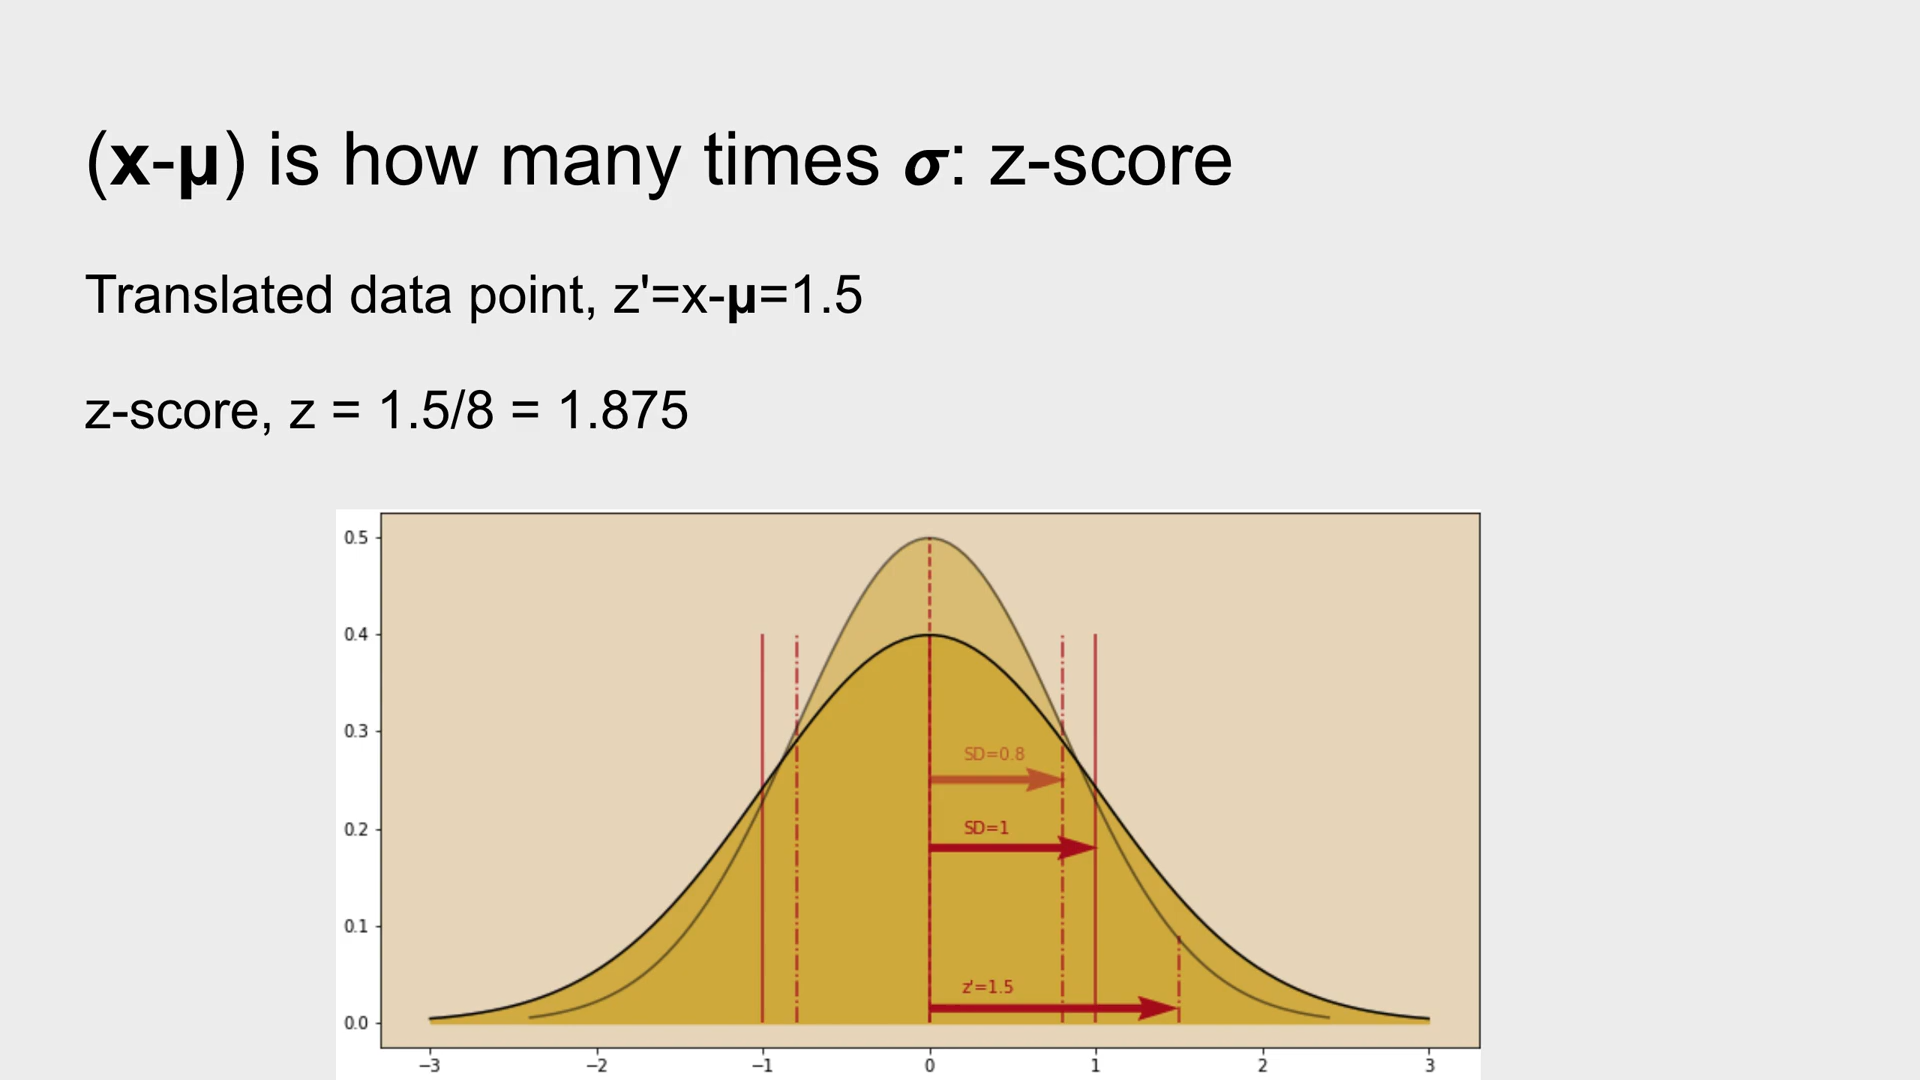 (x-μ) is how many times σ: z-score
Translated data point, z'=x-μ=1.5
z-score, z = 1.5/8 = 1.875
0.5
0.4
0.3
SD=0.8
0.2
SD=1
0.1
z'=1.5
0.0
−3 −2 −1 0 1 2 3